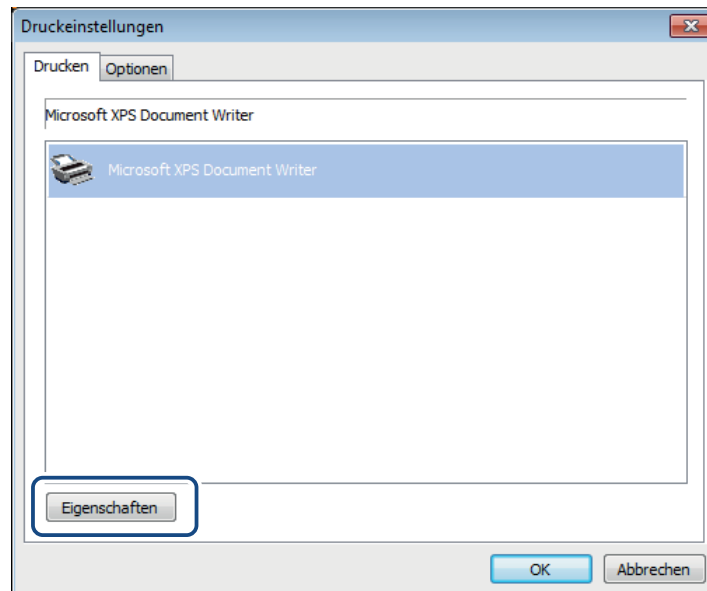 Druckeinstellungen
Drucken Optionen
Microsoft XPS Document Writer
Microsoft XPS Document Writer
Eigenschaften
OK Abbrechen